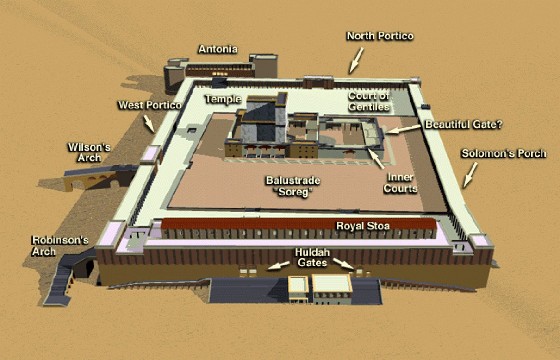 North Portico
Antonia
Temple
Court of
Gentiles
West Portico
Beautiful Gate?
Wilson's
Arch
Solomon's Porch
Balustrade
"Soreg"
Inner
Courts
Royal Stoa
Robinson's
Arch
Huldah
Gates